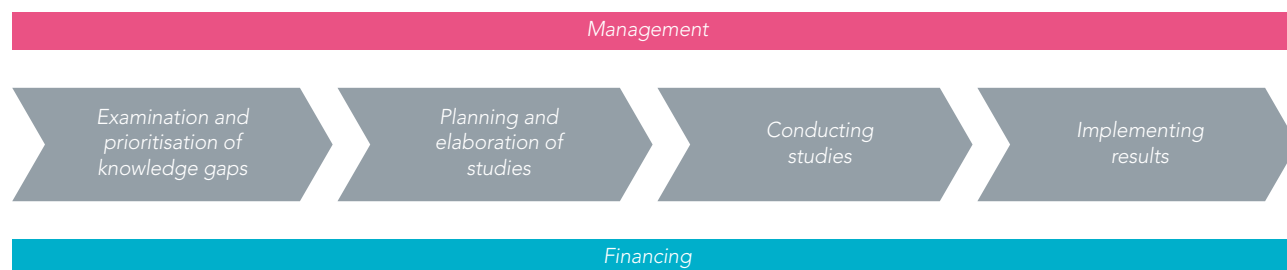 Management
Examination and
prioritisation of
knowledge gaps
Planning and
elaboration of
studies
Conducting
studies
Implementing
results
Financing